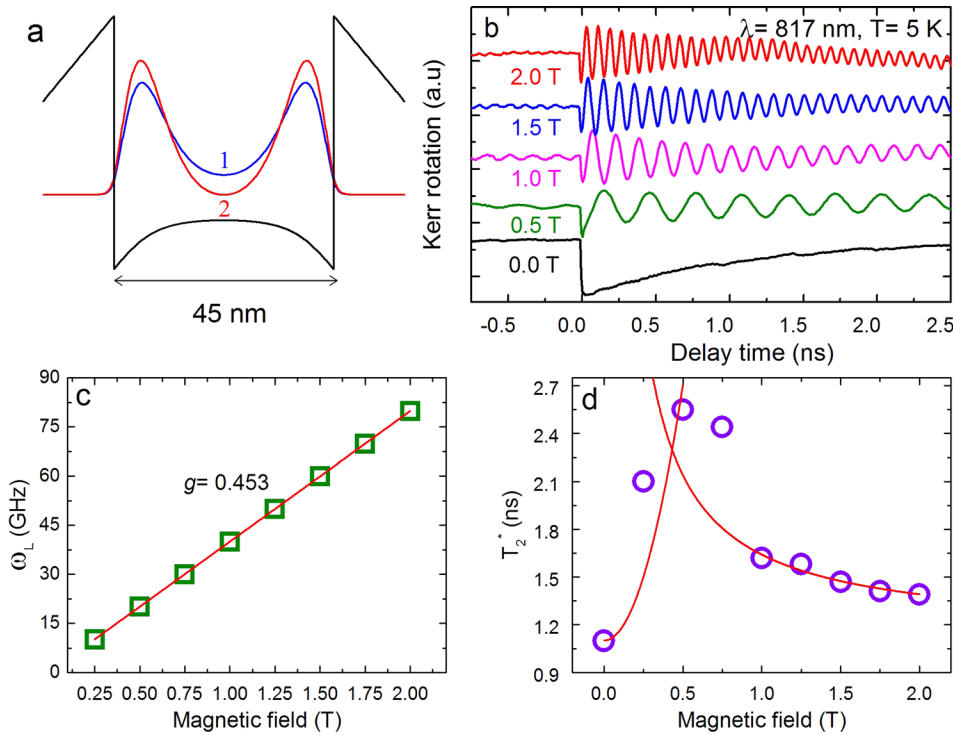 a
1
2
45 nm
b
λ= 817 nm, T= 5 K
2.0 T
1.5 T
1.0 T
0.5 T
0.0 T
Kerr rotation (a.u)
-0.5 0.0 0.5 1.0 1.5 2.0 2.5
Delay time (ns)
c
g= 0.453
90
75
60
45
30
15
0
ω_L (GHz)
0.25 0.50 0.75 1.00 1.25 1.50 1.75 2.00
Magnetic field (T)
d
2.7
2.4
2.1
1.8
1.5
1.2
0.9
T_2^* (ns)
0.0 0.5 1.0 1.5 2.0
Magnetic field (T)